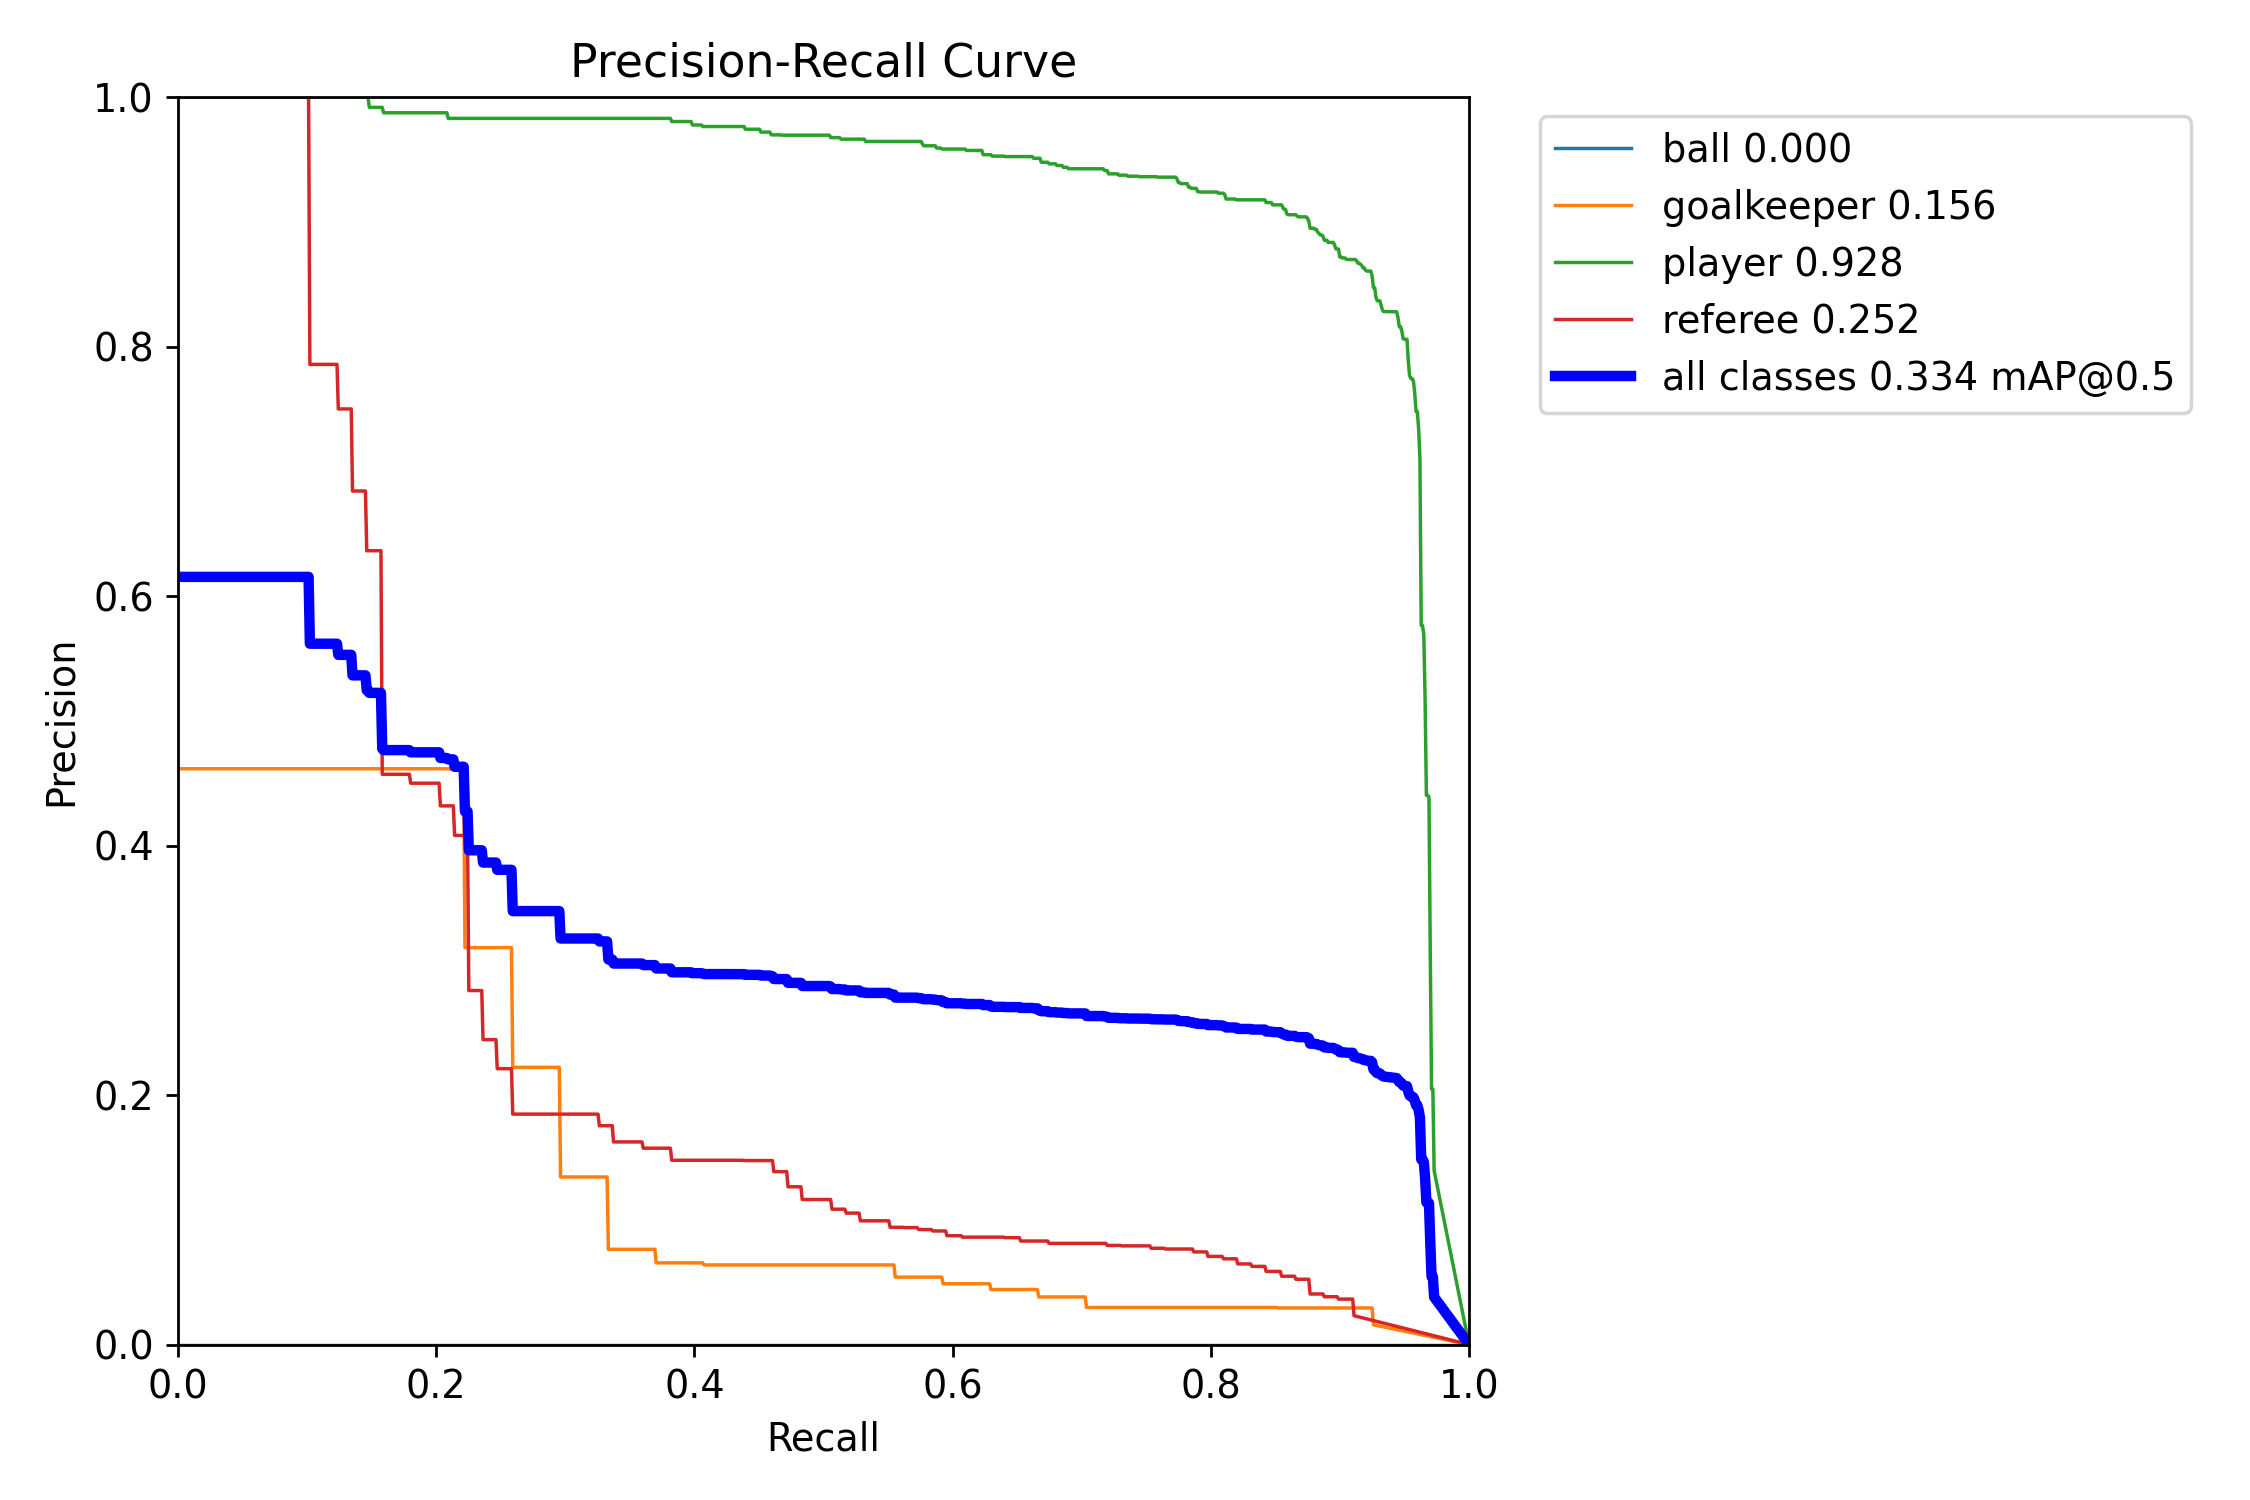 Precision-Recall Curve
1.0
0.8
0.6
0.4
0.2
0.0
Precision
0.0 0.2 0.4 0.6 0.8 1.0
Recall
ball 0.000
goalkeeper 0.156
player 0.928
referee 0.252
all classes 0.334 mAP@0.5